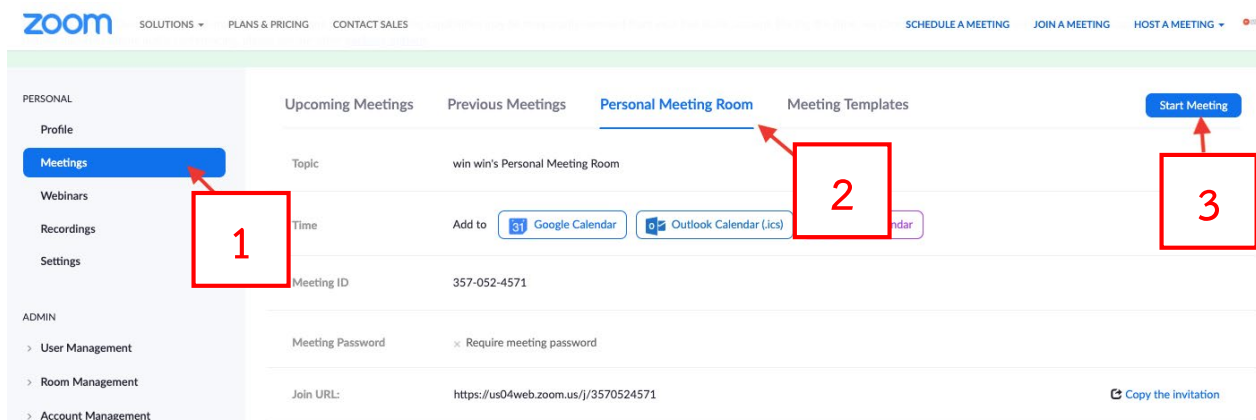 zoom SOLUTIONS PLANS & PRICING CONTACT SALES SCHEDULE A MEETING JOIN A MEETING HOST A MEETING
PERSONAL
Profile
Meetings
Webinars
Recordings
Settings
ADMIN
User Management
Room Management
Account Management
Upcoming Meetings Previous Meetings Personal Meeting Room Meeting Templates Start Meeting
Topic win win's Personal Meeting Room
Time Add to 31 Google Calendar Outlook Calendar (.ics) ndar
Meeting ID 357-052-4571
Meeting Password × Require meeting password
Join URL: https://us04web.zoom.us/j/3570524571 Copy the invitation
1
2
3